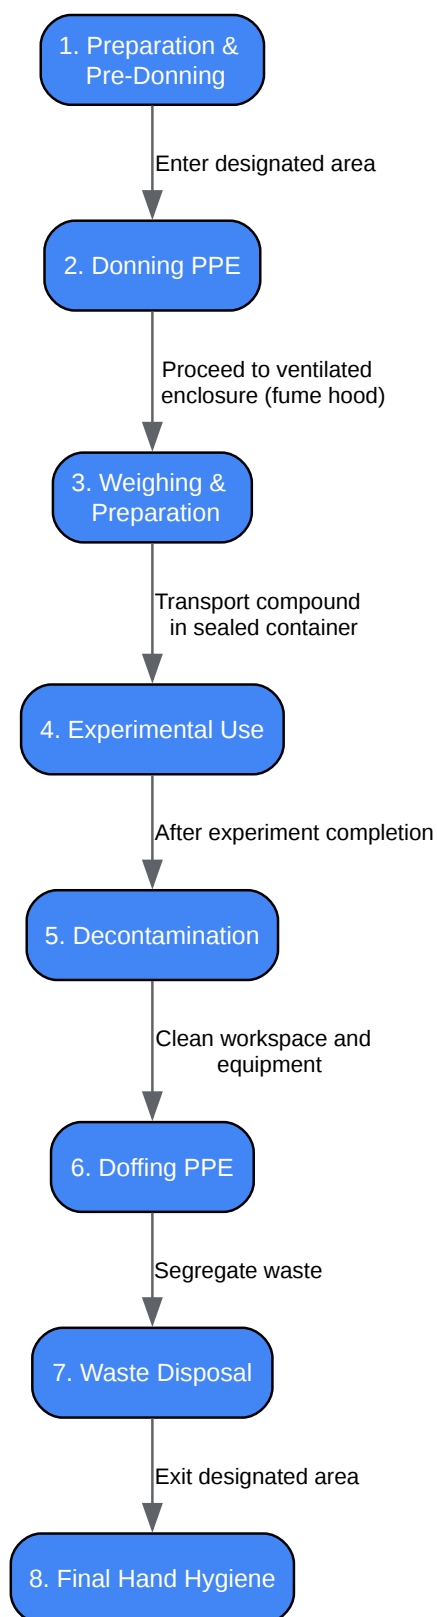 1. Preparation &
Pre-Donning
Enter designated area
2. Donning PPE
Proceed to ventilated
enclosure (fume hood)
3. Weighing &
Preparation
Transport compound
in sealed container
4. Experimental Use
After experiment completion
5. Decontamination
Clean workspace and
equipment
6. Doffing PPE
Segregate waste
7. Waste Disposal
Exit designated area
8. Final Hand Hygiene